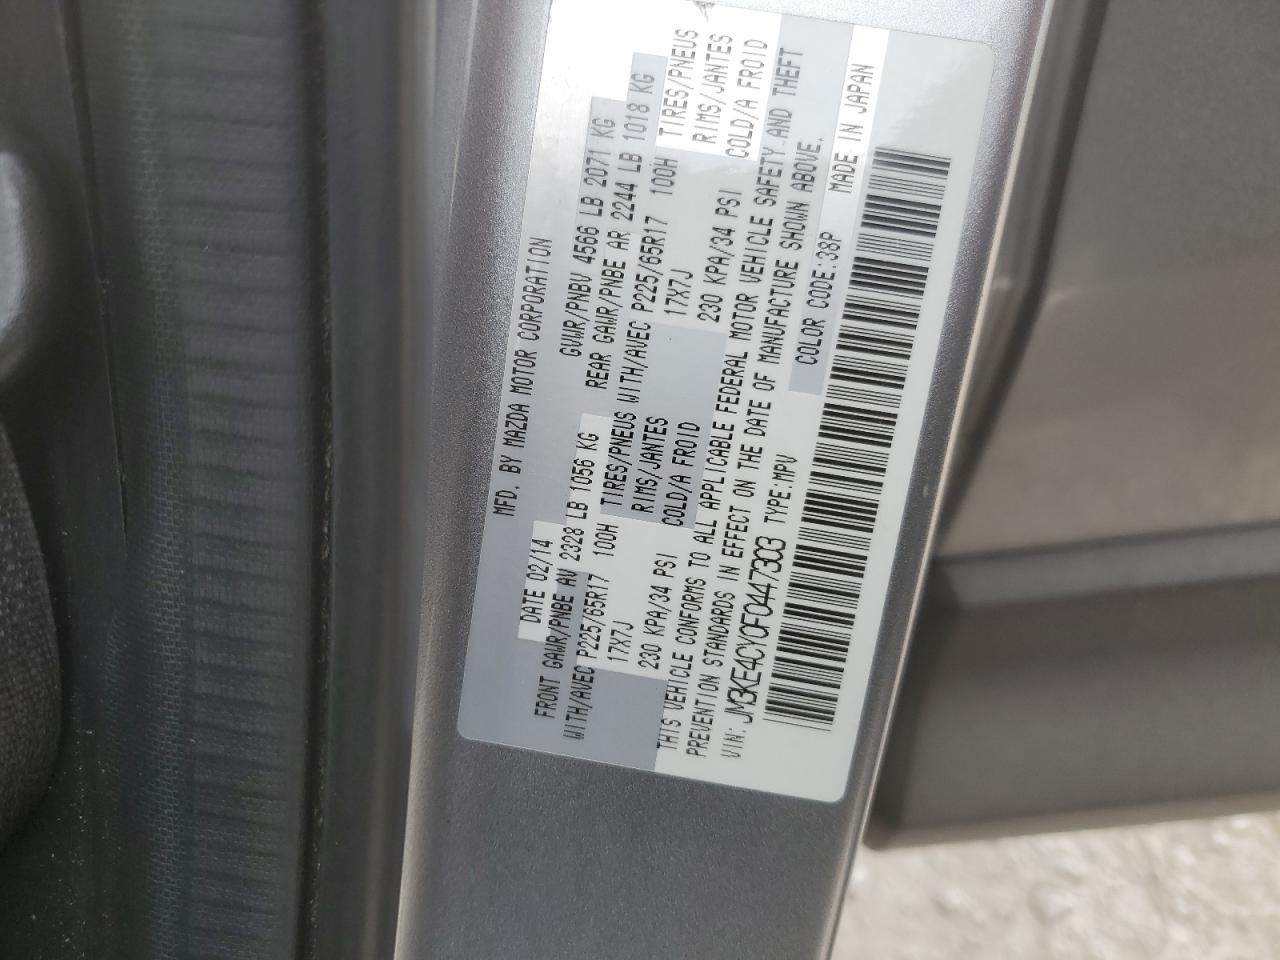 MFD. BY MAZDA MOTOR CORPORATION
DATE 02/14 GVWR/PNBV 4566 LB 2071 KG
FRONT GAWR/PNBE AV 2328 LB 1056 KG REAR GAWR/PNBE AR 2244 LB 1018 KG
WITH/AVEC P225/65R17 100H TIRES/PNEUS WITH/AVEC P225/65R17 100H TIRES/PNEUS
17X7J RIMS/JANTES 17X7J RIMS/JANTES
230 KPA/34 PSI COLD/A FROID 230 KPA/34 PSI COLD/A FROID
THIS VEHICLE CONFORMS TO ALL APPLICABLE FEDERAL MOTOR VEHICLE SAFETY AND THEFT
PREVENTION STANDARDS IN EFFECT ON THE DATE OF MANUFACTURE SHOWN ABOVE.
VIN: JM3KE4CY0F0447303 TYPE:MPV COLOR CODE:38P
MADE IN JAPAN